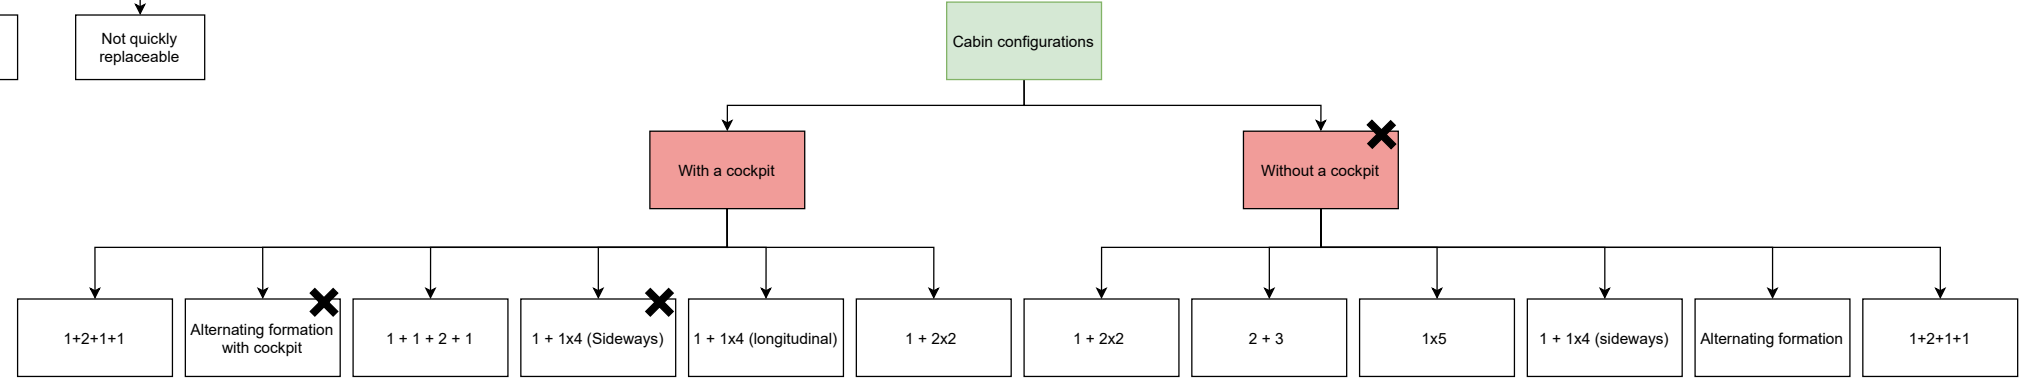 Not quickly
replaceable
Cabin configurations
With a cockpit
Without a cockpit
1+2+1+1
Alternating formation
with cockpit
1 + 1 + 2 + 1
1 + 1x4 (Sideways)
1 + 1x4 (longitudinal)
1 + 2x2
1 + 2x2
2 + 3
1x5
1 + 1x4 (sideways)
Alternating formation
1+2+1+1